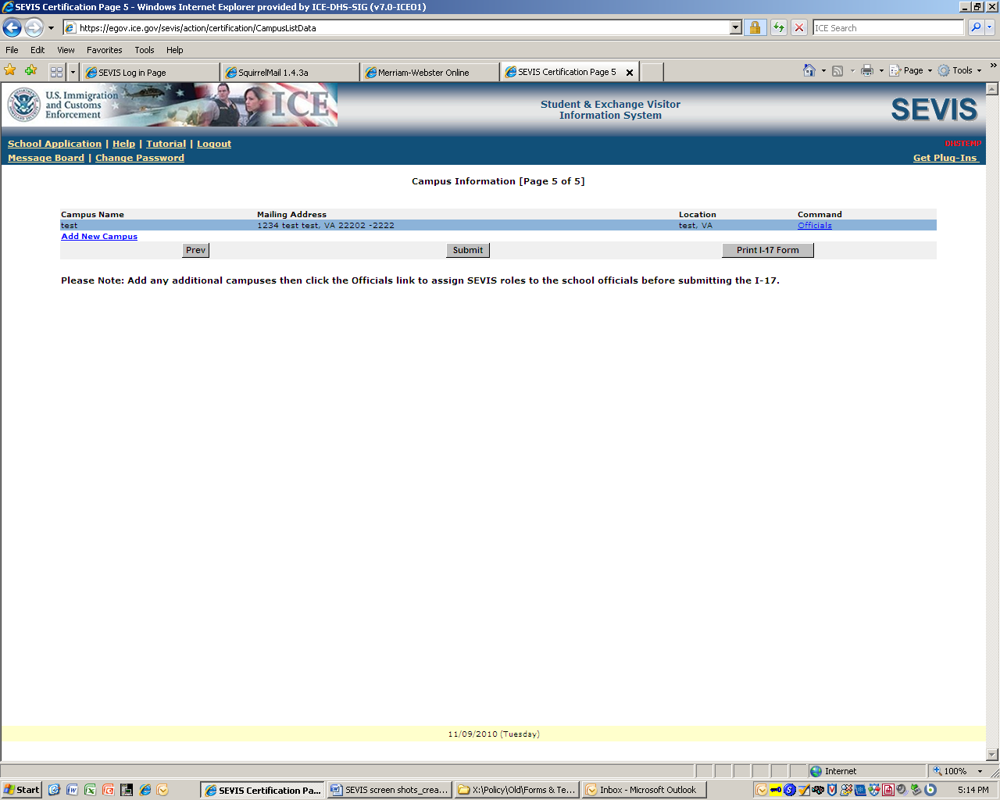 SEVIS Certification Page 5 - Windows Internet Explorer provided by ICE-DHS-SIG (v7.0-ICE01)
https://egov.ice.gov/sevis/action/certification/CampusListData
ICE Search
File Edit View Favorites Tools Help
SEVIS Log in Page
SquirrelMail 1.4.3a
Merriam-Webster Online
SEVIS Certification Page 5
Page
Tools
U.S. Immigration
and Customs
Enforcement
ICE
Student & Exchange Visitor
Information System
SEVIS
School Application | Help | Tutorial | Logout
DHSTEMP
Message Board | Change Password
Get Plug-Ins
Campus Information [Page 5 of 5]
Campus Name Mailing Address Location Command
test 1234 test test, VA 22202 -2222 test, VA Officials
Add New Campus
Prev Submit Print I-17 Form
Please Note: Add any additional campuses then click the Officials link to assign SEVIS roles to the school officials before submitting the I-17.
11/09/2010 (Tuesday)
Internet
100%
Start
SEVIS Certification Pa...
SEVIS screen shots_crea...
X:\Policy\Old\Forms & Te...
Inbox - Microsoft Outlook
5:14 PM